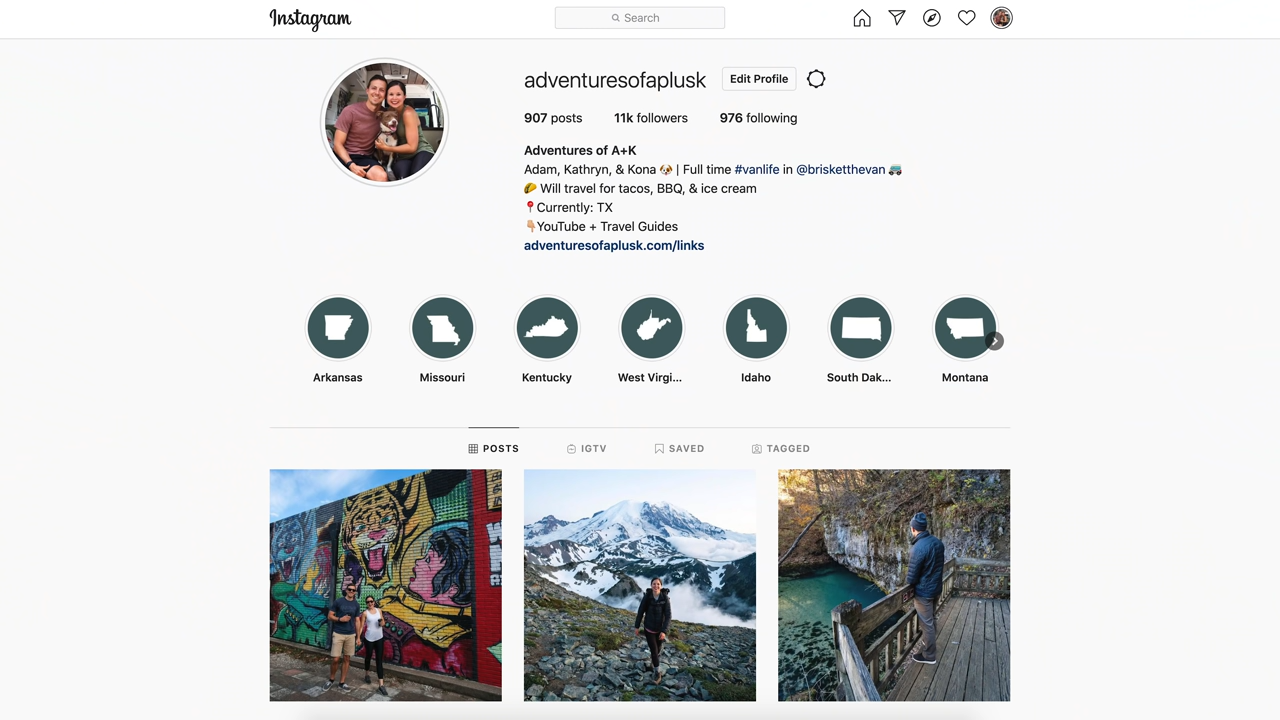 Instagram
Search
adventuresofaplusk
Edit Profile
907 posts 11k followers 976 following
Adventures of A+K
Adam, Kathryn, & Kona 🐶 | Full time #vanlife in @brisketthevan 🚐
🌮 Will travel for tacos, BBQ, & ice cream
📍Currently: TX
👇🏼YouTube + Travel Guides
adventuresofaplusk.com/links
Arkansas Missouri Kentucky West Virgi... Idaho South Dak... Montana
POSTS IGTV SAVED TAGGED